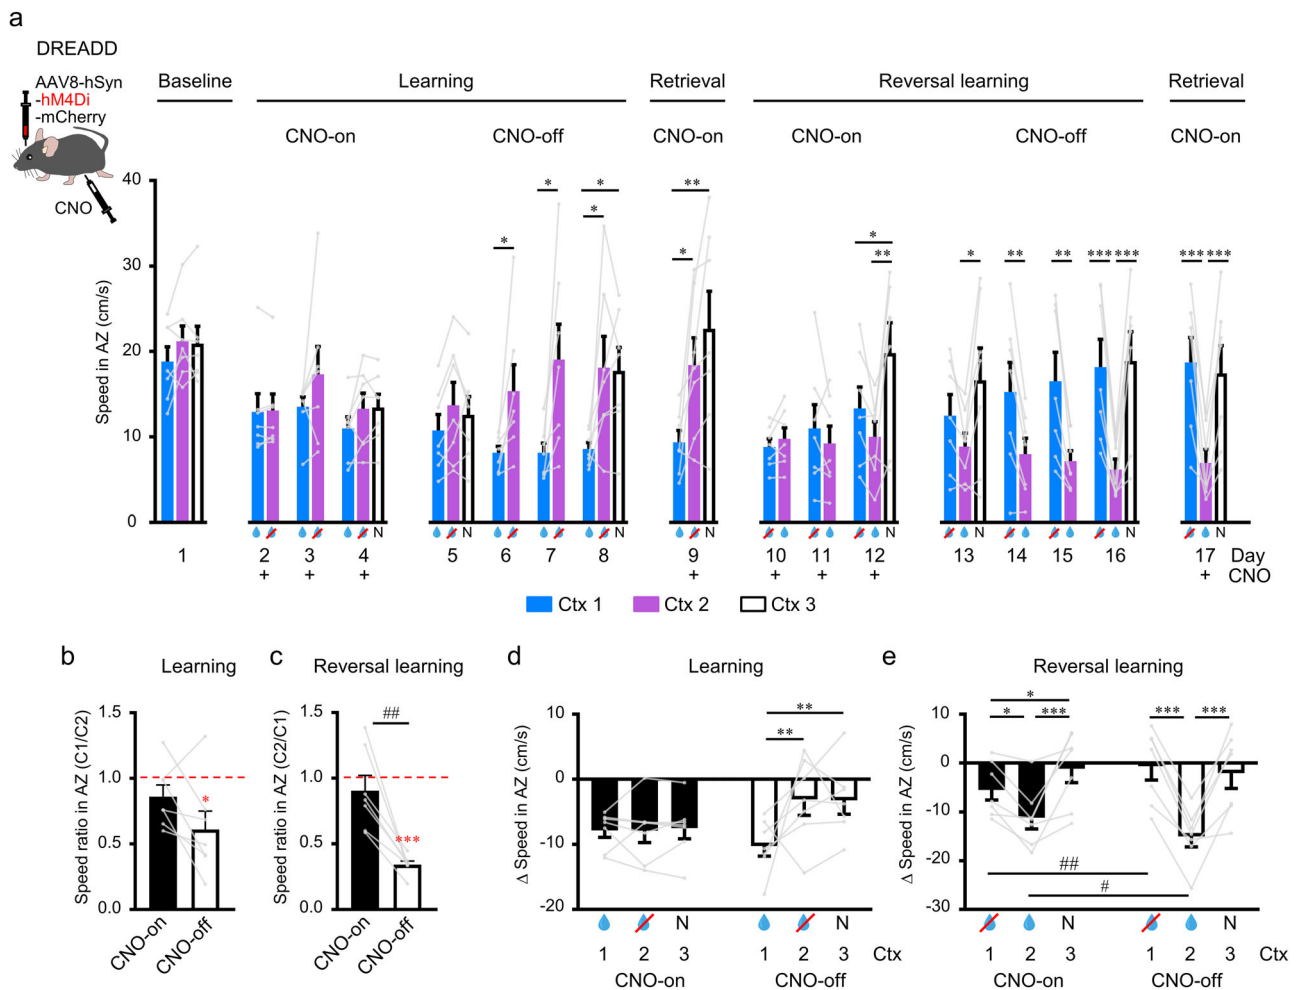 a
DREADD
AAV8-hSyn
-hM4Di
-mCherry
CNO
Baseline Learning Retrieval Reversal learning Retrieval
CNO-on CNO-off CNO-on CNO-on CNO-off CNO-on
Speed in AZ (cm/s)
40
30
20
10
0
* * * * * ** * ** * ** ** *** *** *** ***
N N N N N N N
1 2 3 4 5 6 7 8 9 10 11 12 13 14 15 16 17 Day
+ + + + + + + + CNO
Ctx 1 Ctx 2 Ctx 3
b
Learning
Speed ratio in AZ (C1/C2)
1.5
1.0
0.5
0.0
*
CNO-on CNO-off
c
Reversal learning
Speed ratio in AZ (C2/C1)
1.5
1.0
0.5
0.0
##
***
CNO-on CNO-off
d
Learning
Δ Speed in AZ (cm/s)
10
0
-10
-20
**
**
N N
1 2 3 1 2 3 Ctx
CNO-on CNO-off
e
Reversal learning
Δ Speed in AZ (cm/s)
10
0
-10
-20
-30
*
* *** *** ***
##
#
N N
1 2 3 1 2 3 Ctx
CNO-on CNO-off